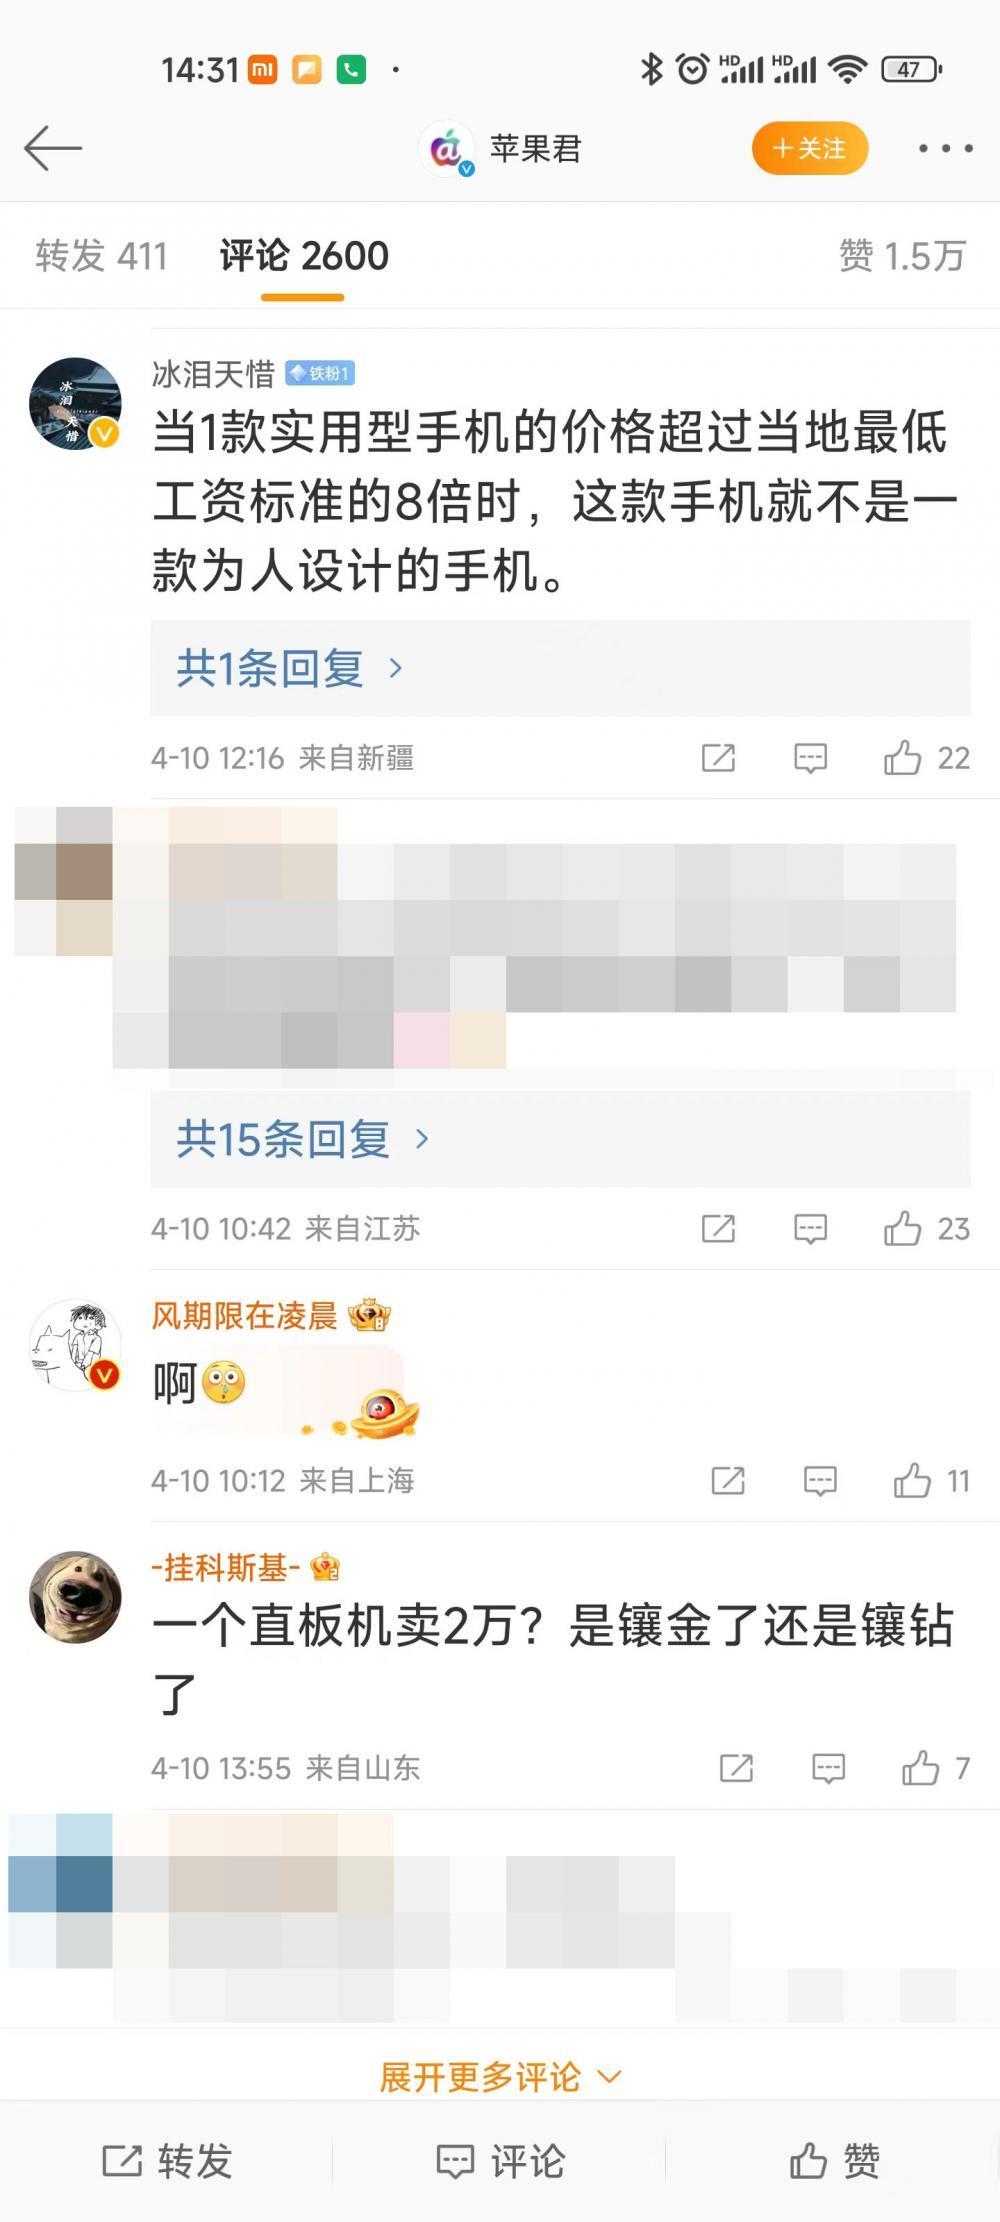 14:31
HD HD 47
苹果君
+关注
转发 411 评论 2600 赞 1.5万
冰泪天惜 铁粉1
当1款实用型手机的价格超过当地最低
工资标准的8倍时，这款手机就不是一
款为人设计的手机。
共1条回复
4-10 12:16 来自新疆 22
共15条回复
4-10 10:42 来自江苏 23
风期限在凌晨
啊
4-10 10:12 来自上海 11
-挂科斯基-
一个直板机卖2万？是镶金了还是镶钻
了
4-10 13:55 来自山东 7
展开更多评论
转发 评论 赞